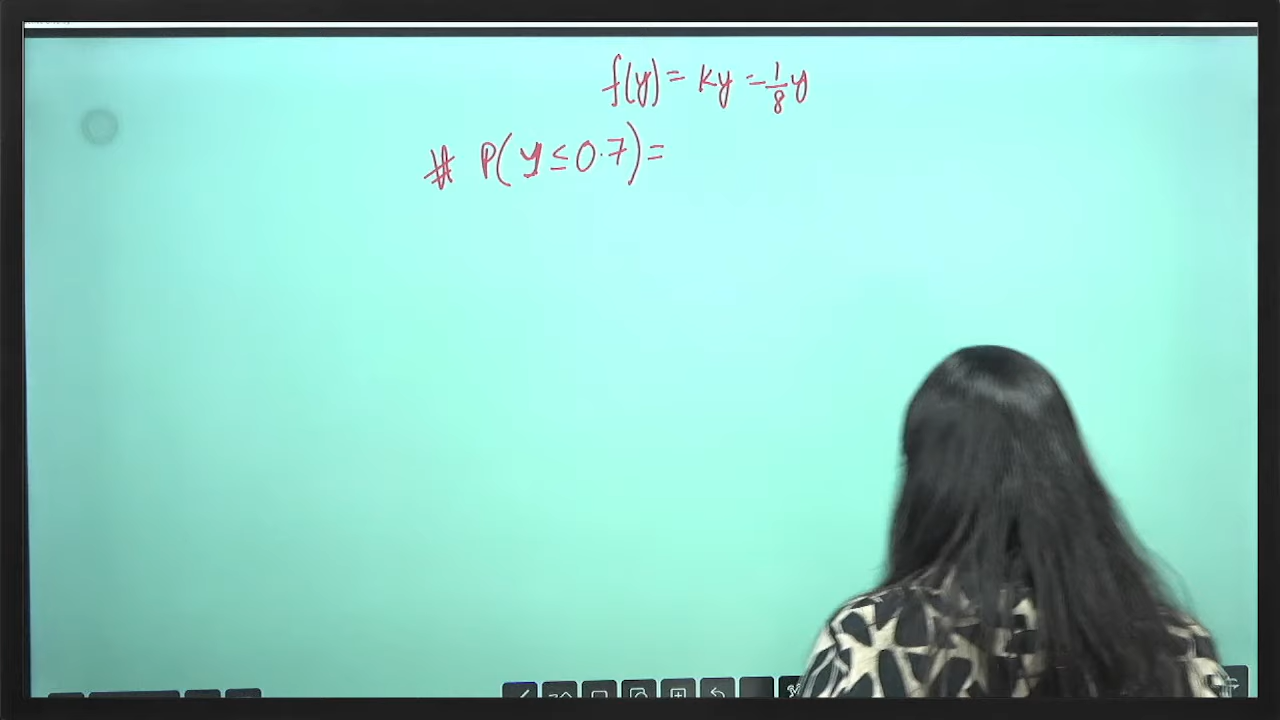 f(y) = ky = 1/8 y
# P(y ≤ 0.7) =